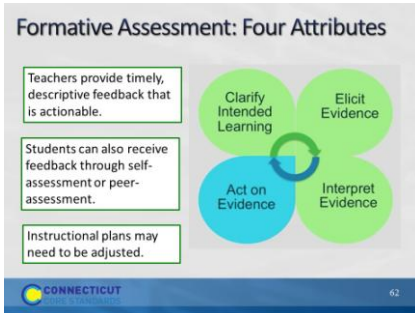 Formative Assessment: Four Attributes
Teachers provide timely,
descriptive feedback that
is actionable.
Students can also receive
feedback through self-
assessment or peer-
assessment.
Instructional plans may
need to be adjusted.
Clarify
Intended
Learning
Elicit
Evidence
Act on
Evidence
Interpret
Evidence
CONNECTICUT
CORE STANDARDS
62